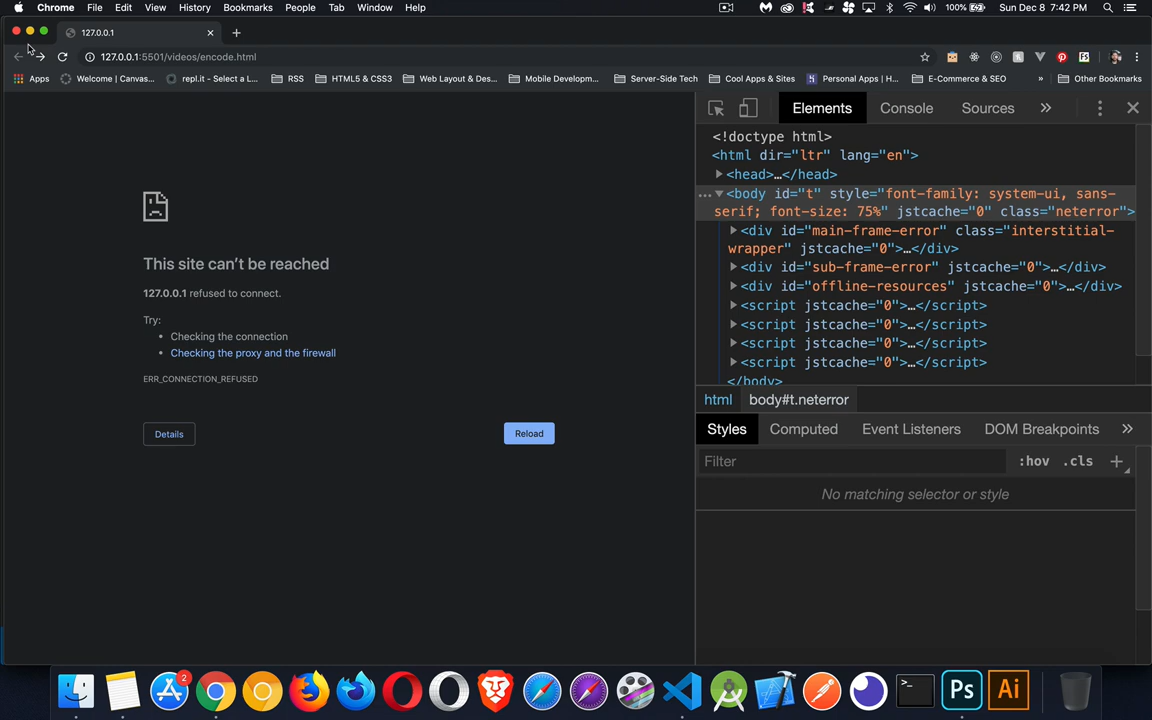 Chrome File Edit View History Bookmarks People Tab Window Help 100% Sun Dec 8 7:42 PM
127.0.0.1
127.0.0.1:5501/videos/encode.html
Apps Welcome | Canvas... repl.it - Select a L... RSS HTML5 & CSS3 Web Layout & Des... Mobile Developm... Server-Side Tech Cool Apps & Sites Personal Apps | H... E-Commerce & SEO » Other Bookmarks
Elements Console Sources »
<!doctype html>
<html dir="ltr" lang="en">
<head>…</head>
<body id="t" style="font-family: system-ui, sans-
serif; font-size: 75%" jstcache="0" class="neterror">
<div id="main-frame-error" class="interstitial-
wrapper" jstcache="0">…</div>
<div id="sub-frame-error" jstcache="0">…</div>
<div id="offline-resources" jstcache="0">…</div>
<script jstcache="0">…</script>
<script jstcache="0">…</script>
<script jstcache="0">…</script>
<script jstcache="0">…</script>
</body>
html body#t.neterror
Styles Computed Event Listeners DOM Breakpoints »
Filter :hov .cls +
No matching selector or style
This site can't be reached
127.0.0.1 refused to connect.
Try:
• Checking the connection
• Checking the proxy and the firewall
ERR_CONNECTION_REFUSED
Details Reload
2 >_ Ps Ai